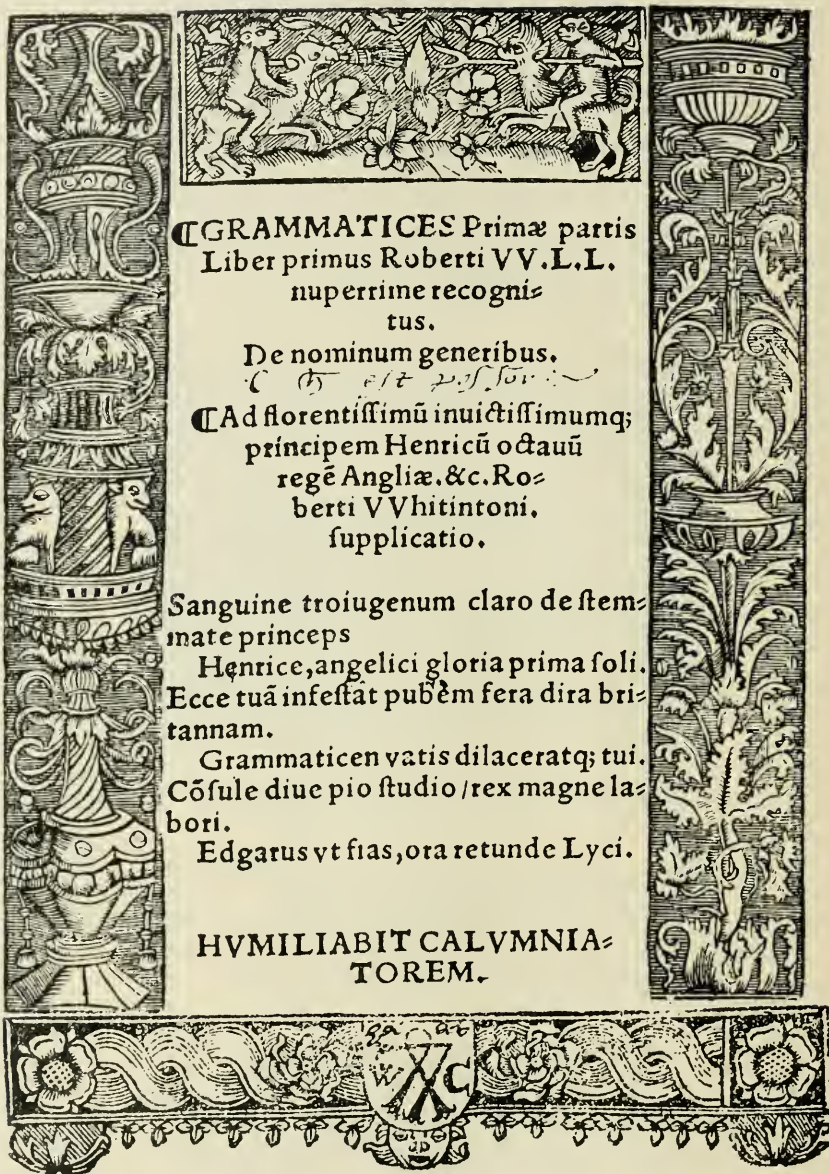 ⸿GRAMMATICES Primæ partis
Liber primus Roberti VV.L.L.
nuperrime recogni⸗
tus.
De nominum generibus.
est
⸿Ad florentiſſimũ inuictiſſimumq;
principem Henricũ octauũ
regẽ Angliæ.&c.Ro⸗
berti VVhitintoni.
ſupplicatio.
Sanguine troiugenum claro de ſtem⸗
mate princeps
Henrice,angelici gloria prima ſoli.
Ecce tuã infeſtãt pubem fera dira bri⸗
tannam.
Grammaticen vatis dilaceratq; tui.
Cõſule diue pio ſtudio/rex magne la⸗
bori.
Edgarus vt fias,ora retunde Lyci.
HVMILIABIT CALVMNIA⸗
TOREM.
W C